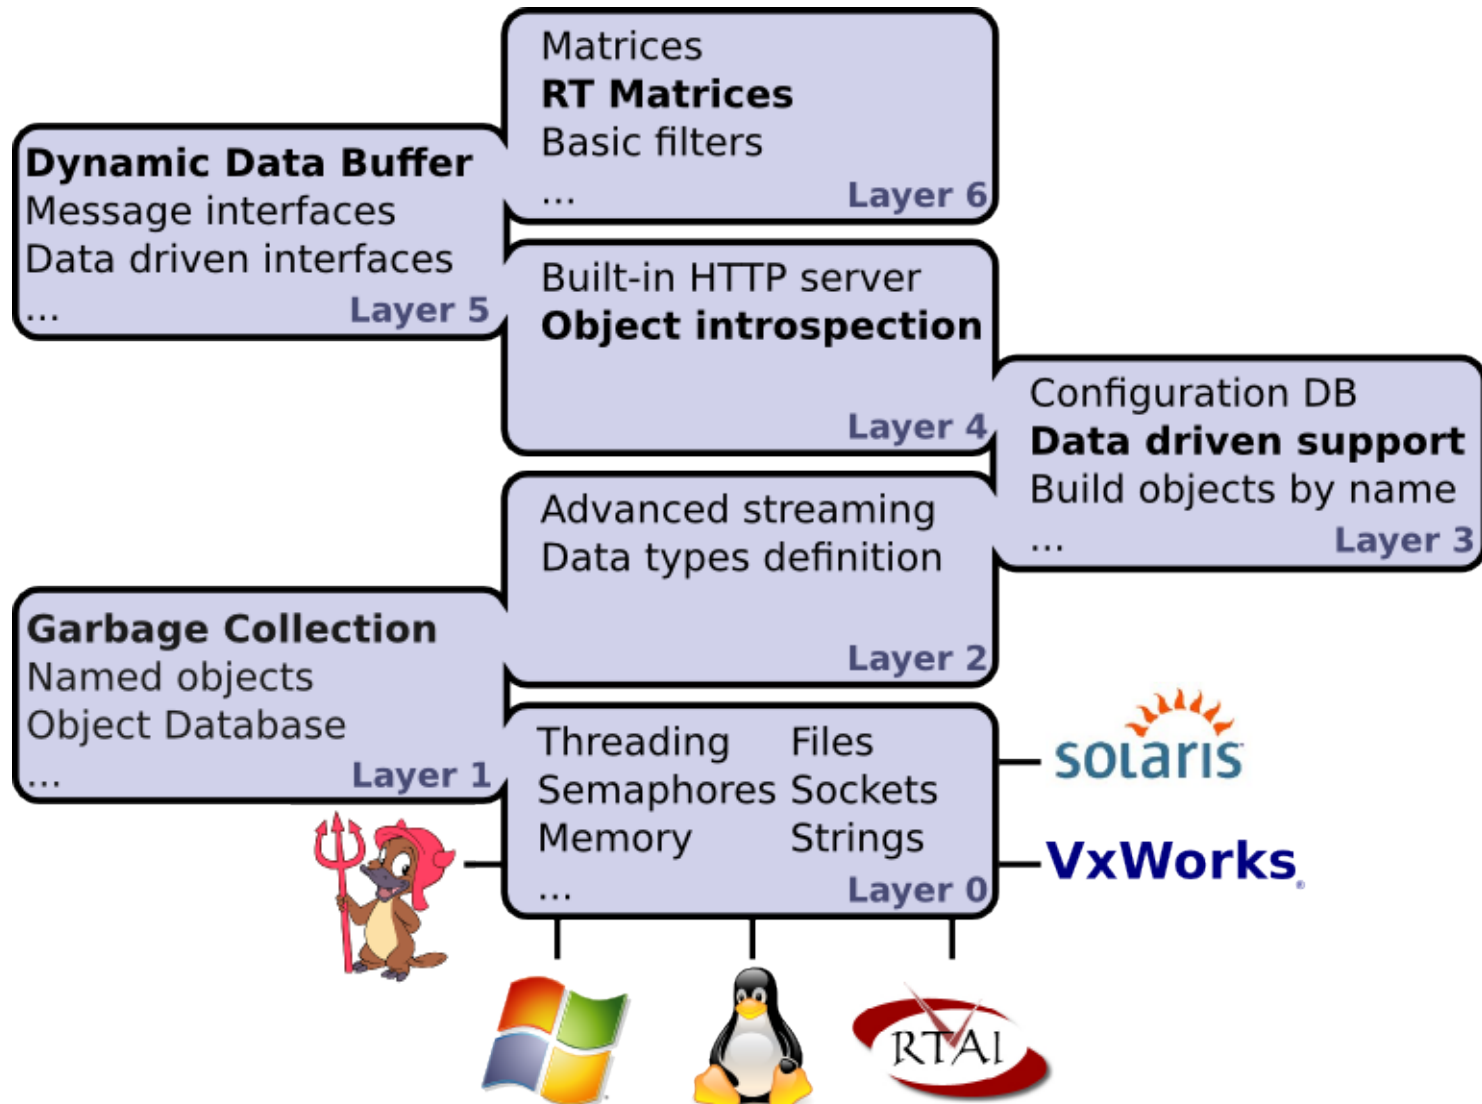 Matrices
RT Matrices
Basic filters
...
Layer 6
Dynamic Data Buffer
Message interfaces
Data driven interfaces
...
Layer 5
Built-in HTTP server
Object introspection
Layer 4
Configuration DB
Data driven support
Build objects by name
...
Layer 3
Advanced streaming
Data types definition
Layer 2
Garbage Collection
Named objects
Object Database
...
Layer 1
Threading Files
Semaphores Sockets
Memory Strings
...
Layer 0
solaris
VxWorks®
RTAI